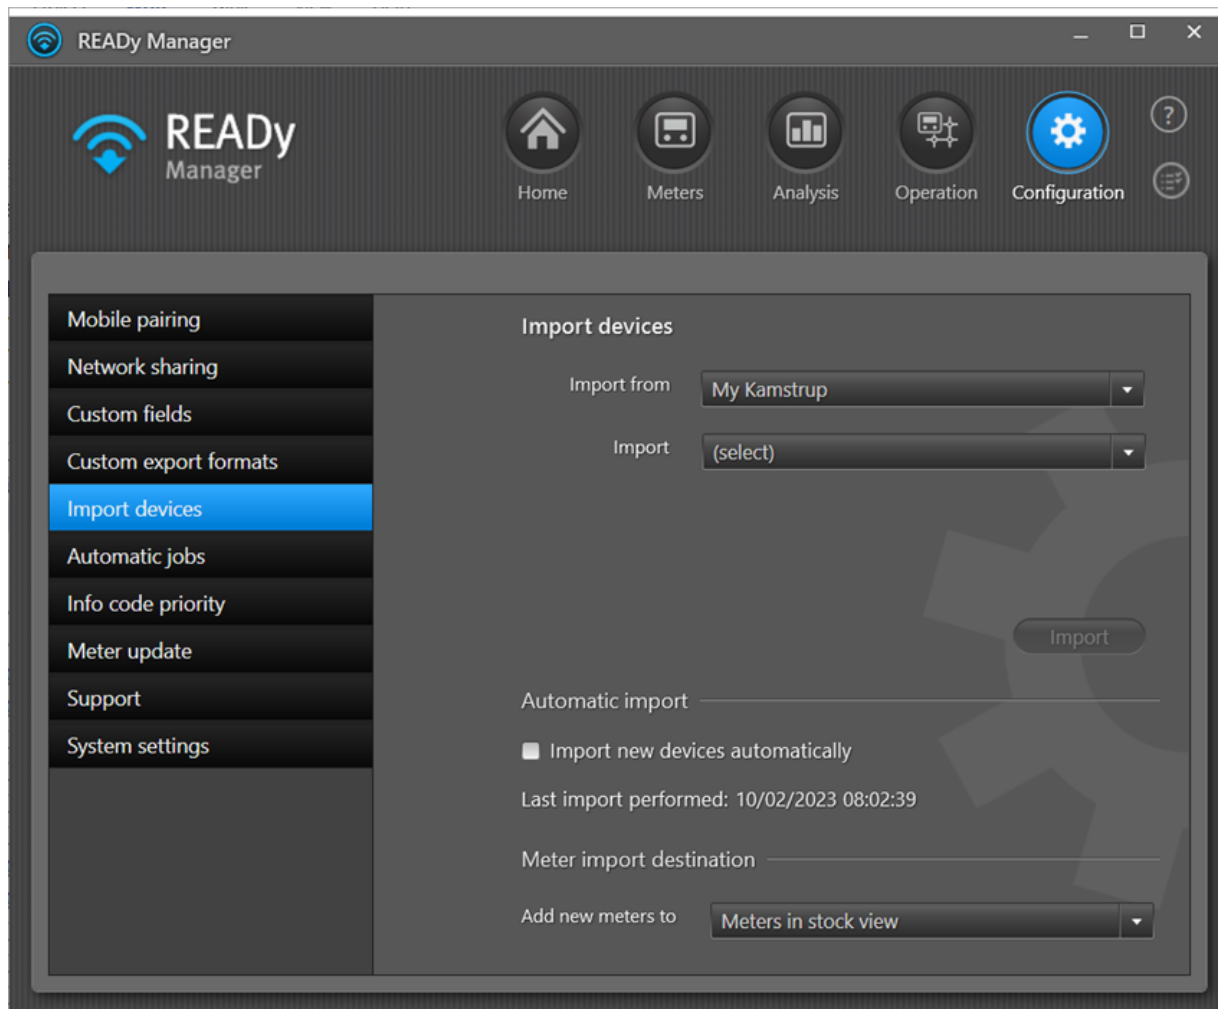 READy Manager
READy
Manager
Home
Meters
Analysis
Operation
Configuration
?
Mobile pairing
Network sharing
Custom fields
Custom export formats
Import devices
Automatic jobs
Info code priority
Meter update
Support
System settings
Import devices
Import from My Kamstrup
Import (select)
Import
Automatic import
Import new devices automatically
Last import performed: 10/02/2023 08:02:39
Meter import destination
Add new meters to Meters in stock view